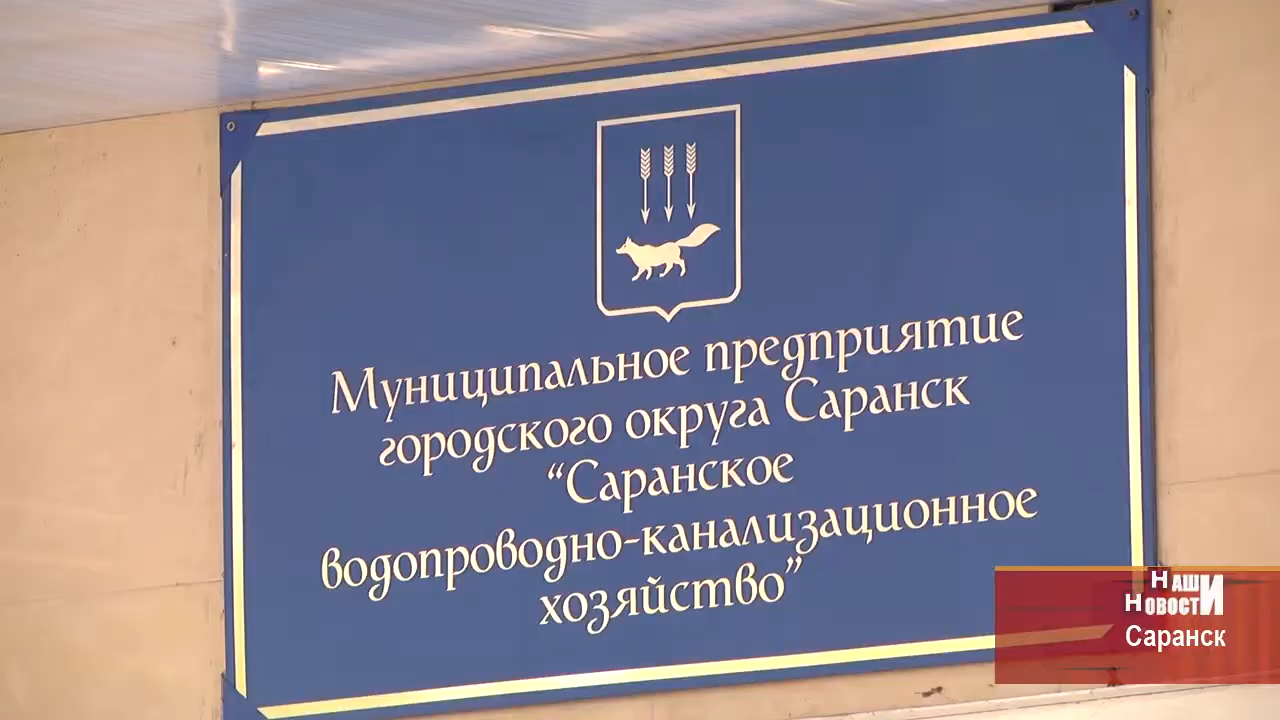 Муниципальное предприятие
городского округа Саранск
“Саранское
водопроводно-канализационное
хозяйство”
Наши
Новости
Саранск